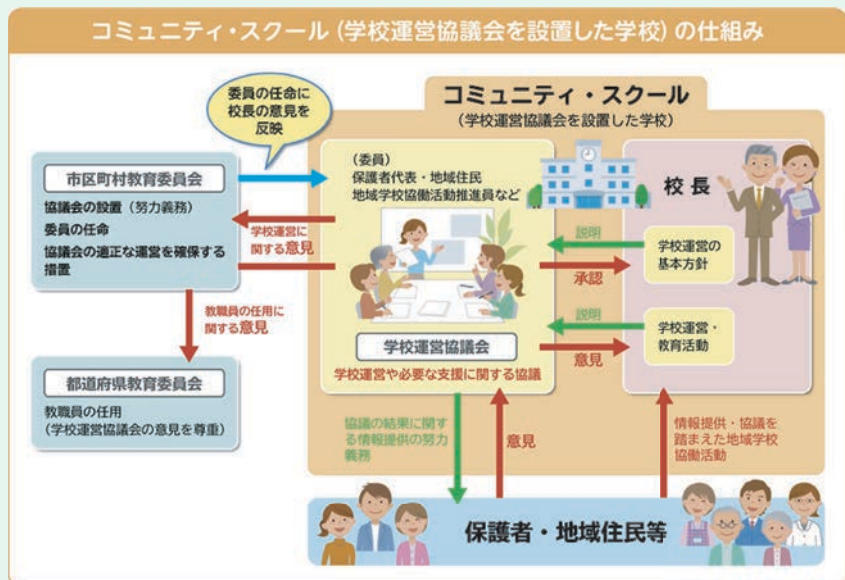 コミュニティ・スクール(学校運営協議会を設置した学校)の仕組み
委員の任命に
校長の意見を
反映
コミュニティ・スクール
(学校運営協議会を設置した学校)
市区町村教育委員会
協議会の設置(努力義務)
委員の任命
協議会の適正な運営を確保する
措置
学校運営に
関する意見
(委員)
保護者代表・地域住民
地域学校協働活動推進員など
学校運営協議会
学校運営や必要な支援に関する協議
校長
説明
学校運営の
基本方針
承認
説明
学校運営・
教育活動
意見
教職員の任用に
関する意見
都道府県教育委員会
教職員の任用
(学校運営協議会の意見を尊重)
協議の結果に関す
る情報提供の努力
義務
意見
情報提供・協議を
踏まえた地域学校
協働活動
保護者・地域住民等